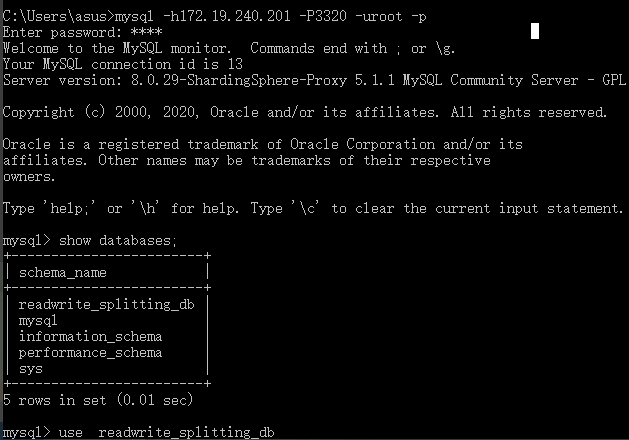 C:\Users\asus>mysql -h172.19.240.201 -P3320 -uroot -p
Enter password: ****
Welcome to the MySQL monitor.  Commands end with ; or \g.
Your MySQL connection id is 13
Server version: 8.0.29-ShardingSphere-Proxy 5.1.1 MySQL Community Server - GPL
Copyright (c) 2000, 2020, Oracle and/or its affiliates. All rights reserved.
Oracle is a registered trademark of Oracle Corporation and/or its
affiliates. Other names may be trademarks of their respective
owners.
Type 'help;' or '\h' for help. Type '\c' to clear the current input statement.
mysql> show databases;
+------------------------+
| schema_name            |
+------------------------+
| readwrite_splitting_db |
| mysql                  |
| information_schema     |
| performance_schema     |
| sys                    |
+------------------------+
5 rows in set (0.01 sec)
mysql> use  readwrite_splitting_db